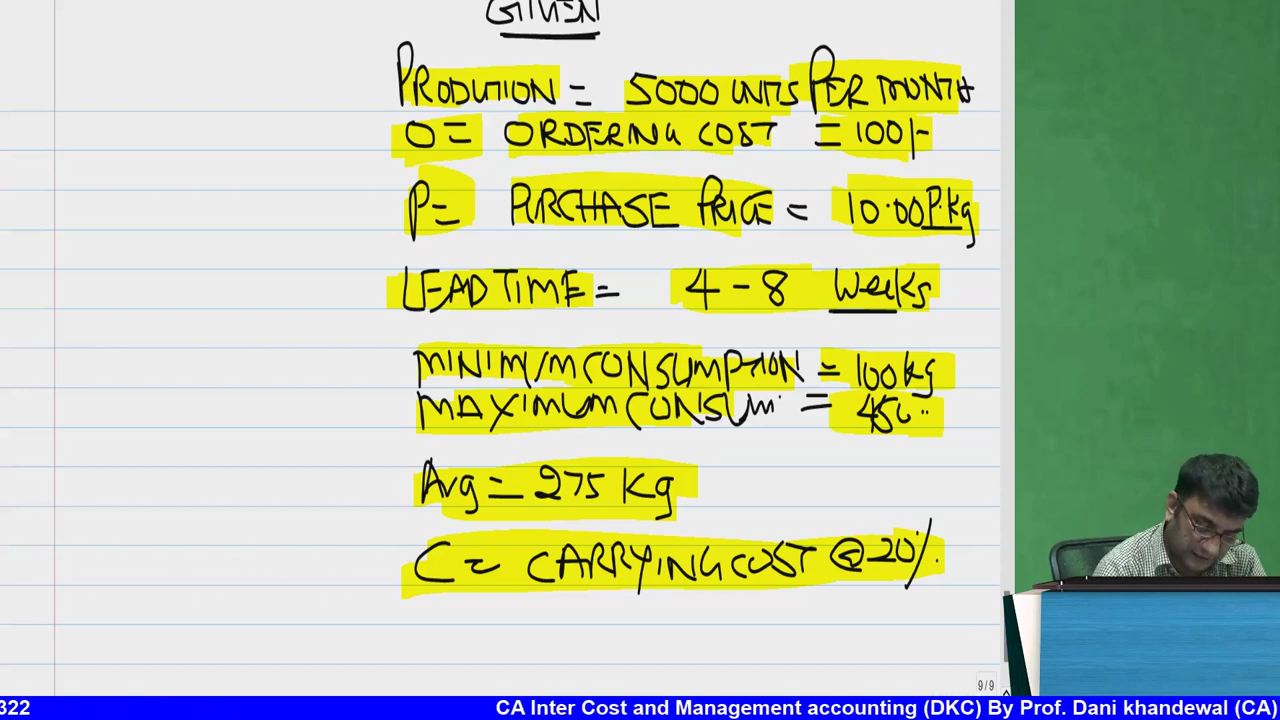 GIVEN
PRODUTION = 5000 UNITS PER MONTH
O = ORDERING COST = 100/-
P = PURCHASE PRICE = 10.00 P.Kg
LEAD TIME = 4-8 Weeks
MINIMUM CONSUMPTION = 100kg
MAXIMUM CONSUM. = 450"
Avg = 275 Kg
C = CARRYING COST @ 20%.
9/9
322 CA Inter Cost and Management accounting (DKC) By Prof. Dani khandewal (CA)